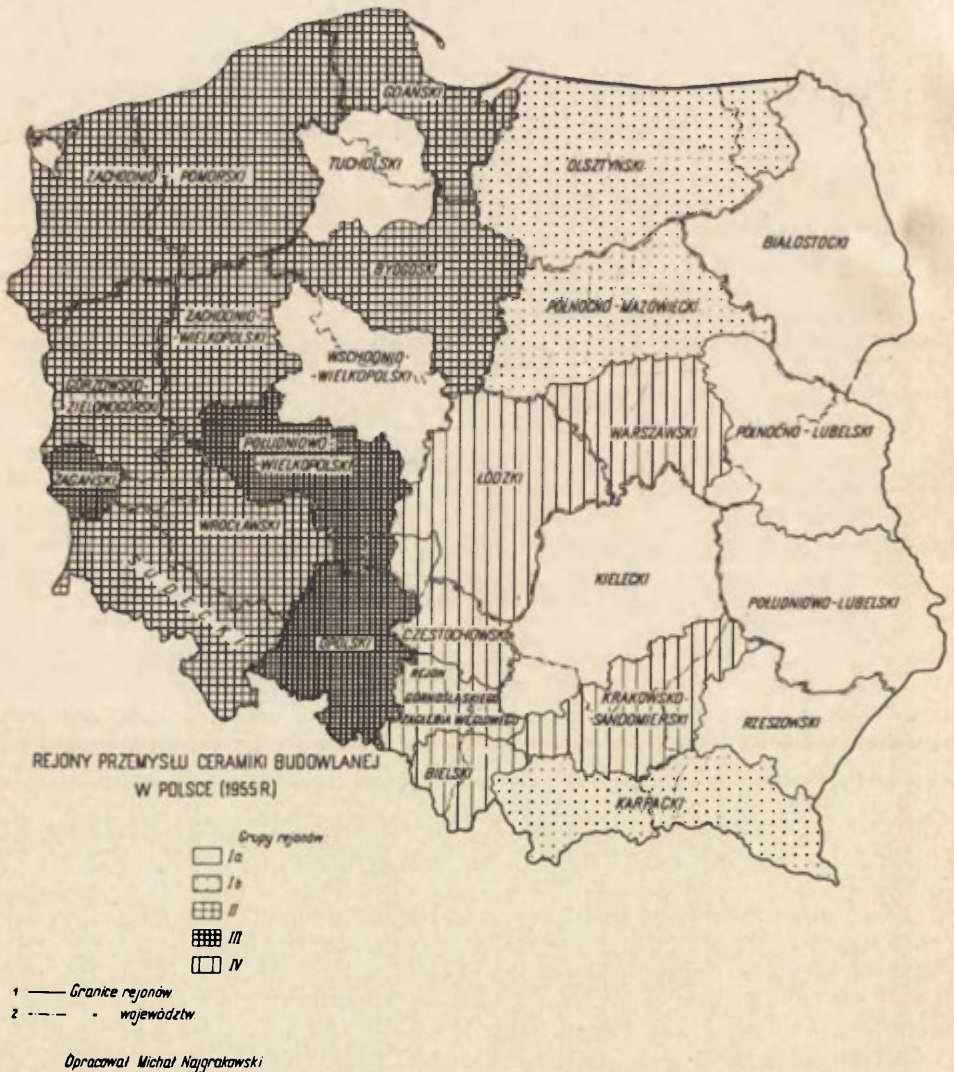 GDAŃSKI
TUCHOLSKI
ZACHODNIO - POMORSKI
OLSZTYŃSKI
BIAŁOSTOCKI
BYDGOSKI
PÓŁNOCNO - MAZOWIECKI
ZACHODNIO-
-WIELKOPOLSKI
WSCHODNIO-
-WIELKOPOLSKI
GORZOWSKO-
-ZIELONOGÓRSKI
WARSZAWSKI
PÓŁNOCNO - LUBELSKI
POŁUDNIOWO-
-WIELKOPOLSKI
ŁÓDZKI
ŻAGAŃSKI
WROCŁAWSKI
SUDECKI
KIELECKI
POŁUDNIOWO-LUBELSKI
OPOLSKI
CZĘSTOCHOWSKI
REJON
GÓRNOŚLĄSKIEGO
ZAGŁĘBIA WĘGLOWEGO
KRAKOWSKO-
-SANDOMIERSKI
RZESZOWSKI
BIELSKI
KARPACKI
REJONY PRZEMYSŁU CERAMIKI BUDOWLANEJ
W POLSCE (1955 R.)
Grupy rejonów
Ia
Ib
II
III
IV
1 Granice rejonów
2 " województw
Opracował Michał Najgrakowski